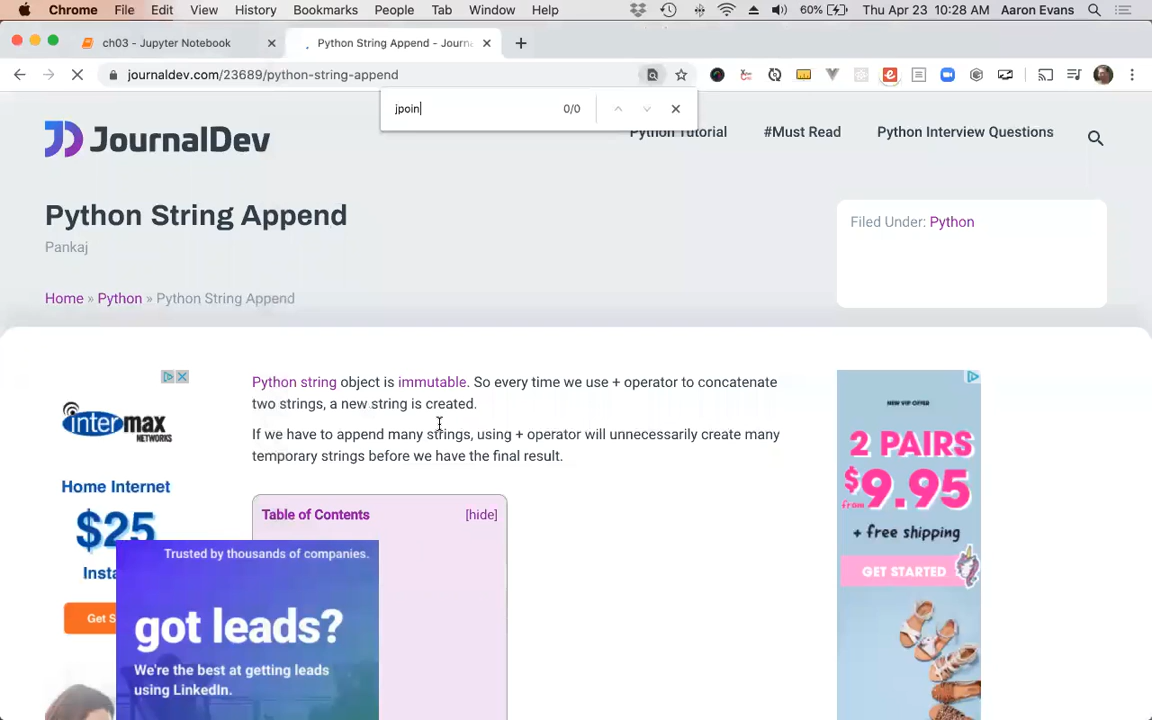 Chrome File Edit View History Bookmarks People Tab Window Help 60% Thu Apr 23 10:28 AM Aaron Evans
ch03 - Jupyter Notebook
Python String Append - Journ
journaldev.com/23689/python-string-append
jpoin 0/0
JournalDev
Python Tutorial #Must Read Python Interview Questions
Python String Append
Pankaj
Filed Under: Python
Home » Python » Python String Append
Python string object is immutable. So every time we use + operator to concatenate
two strings, a new string is created.
If we have to append many strings, using + operator will unnecessarily create many
temporary strings before we have the final result.
Table of Contents [hide]
intermax
NETWORKS
Home Internet
$25
Insta
Get S
Trusted by thousands of companies.
got leads?
We're the best at getting leads
using LinkedIn.
NEW VIP OFFER
2 PAIRS
from $9.95
+ free shipping
GET STARTED